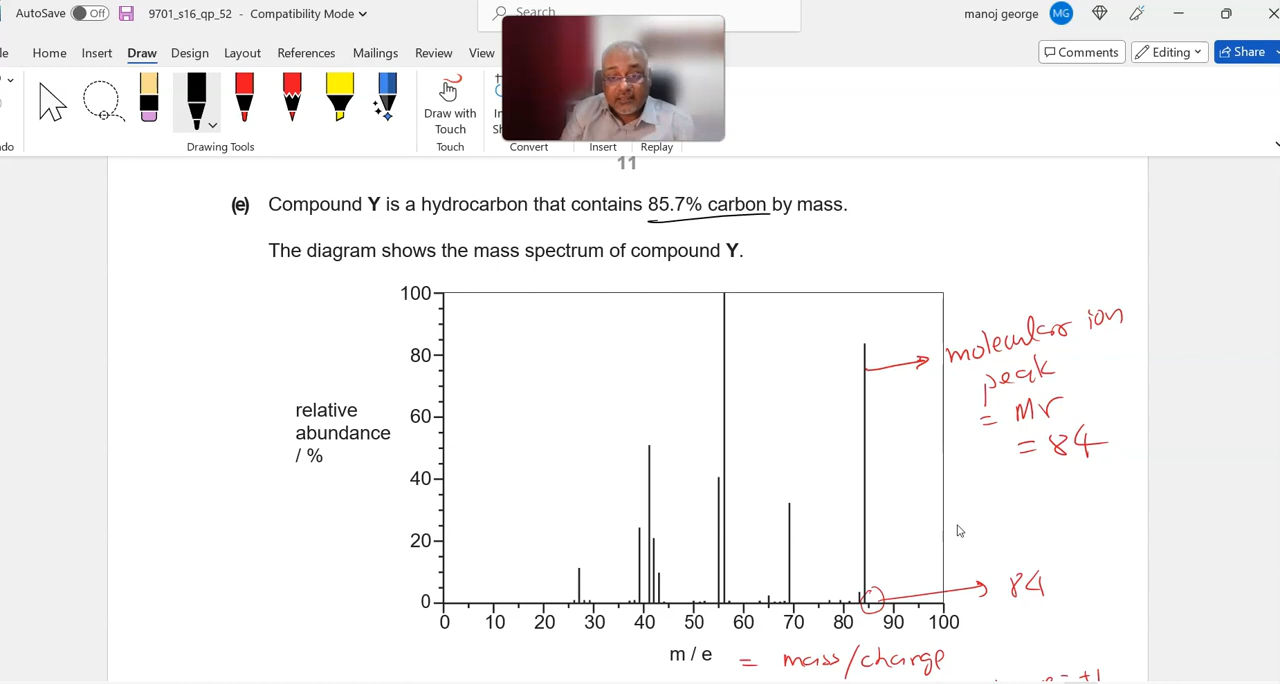 AutoSave Off 9701_s16_qp_52 - Compatibility Mode Search manoj george MG
Home Insert Draw Design Layout References Mailings Review View Comments Editing Share
Draw with Touch
Drawing Tools Touch Convert Insert Replay
11
(e) Compound Y is a hydrocarbon that contains 85.7% carbon by mass.
The diagram shows the mass spectrum of compound Y.
100
80
60
40
20
0
relative
abundance
/ %
0 10 20 30 40 50 60 70 80 90 100
m / e = mass/charge
molecular ion
peak
= Mr
= 84
84